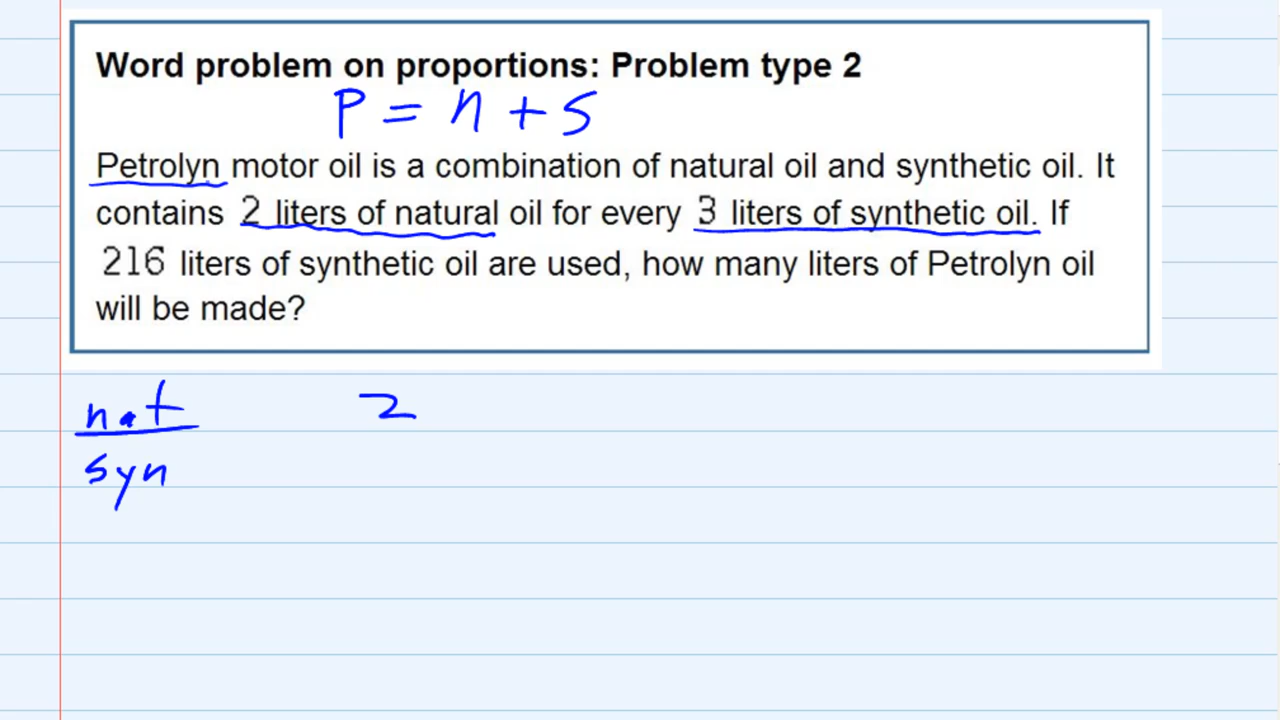 Word problem on proportions: Problem type 2
P = n + s
Petrolyn motor oil is a combination of natural oil and synthetic oil. It
contains 2 liters of natural oil for every 3 liters of synthetic oil. If
216 liters of synthetic oil are used, how many liters of Petrolyn oil
will be made?
nat 2
syn